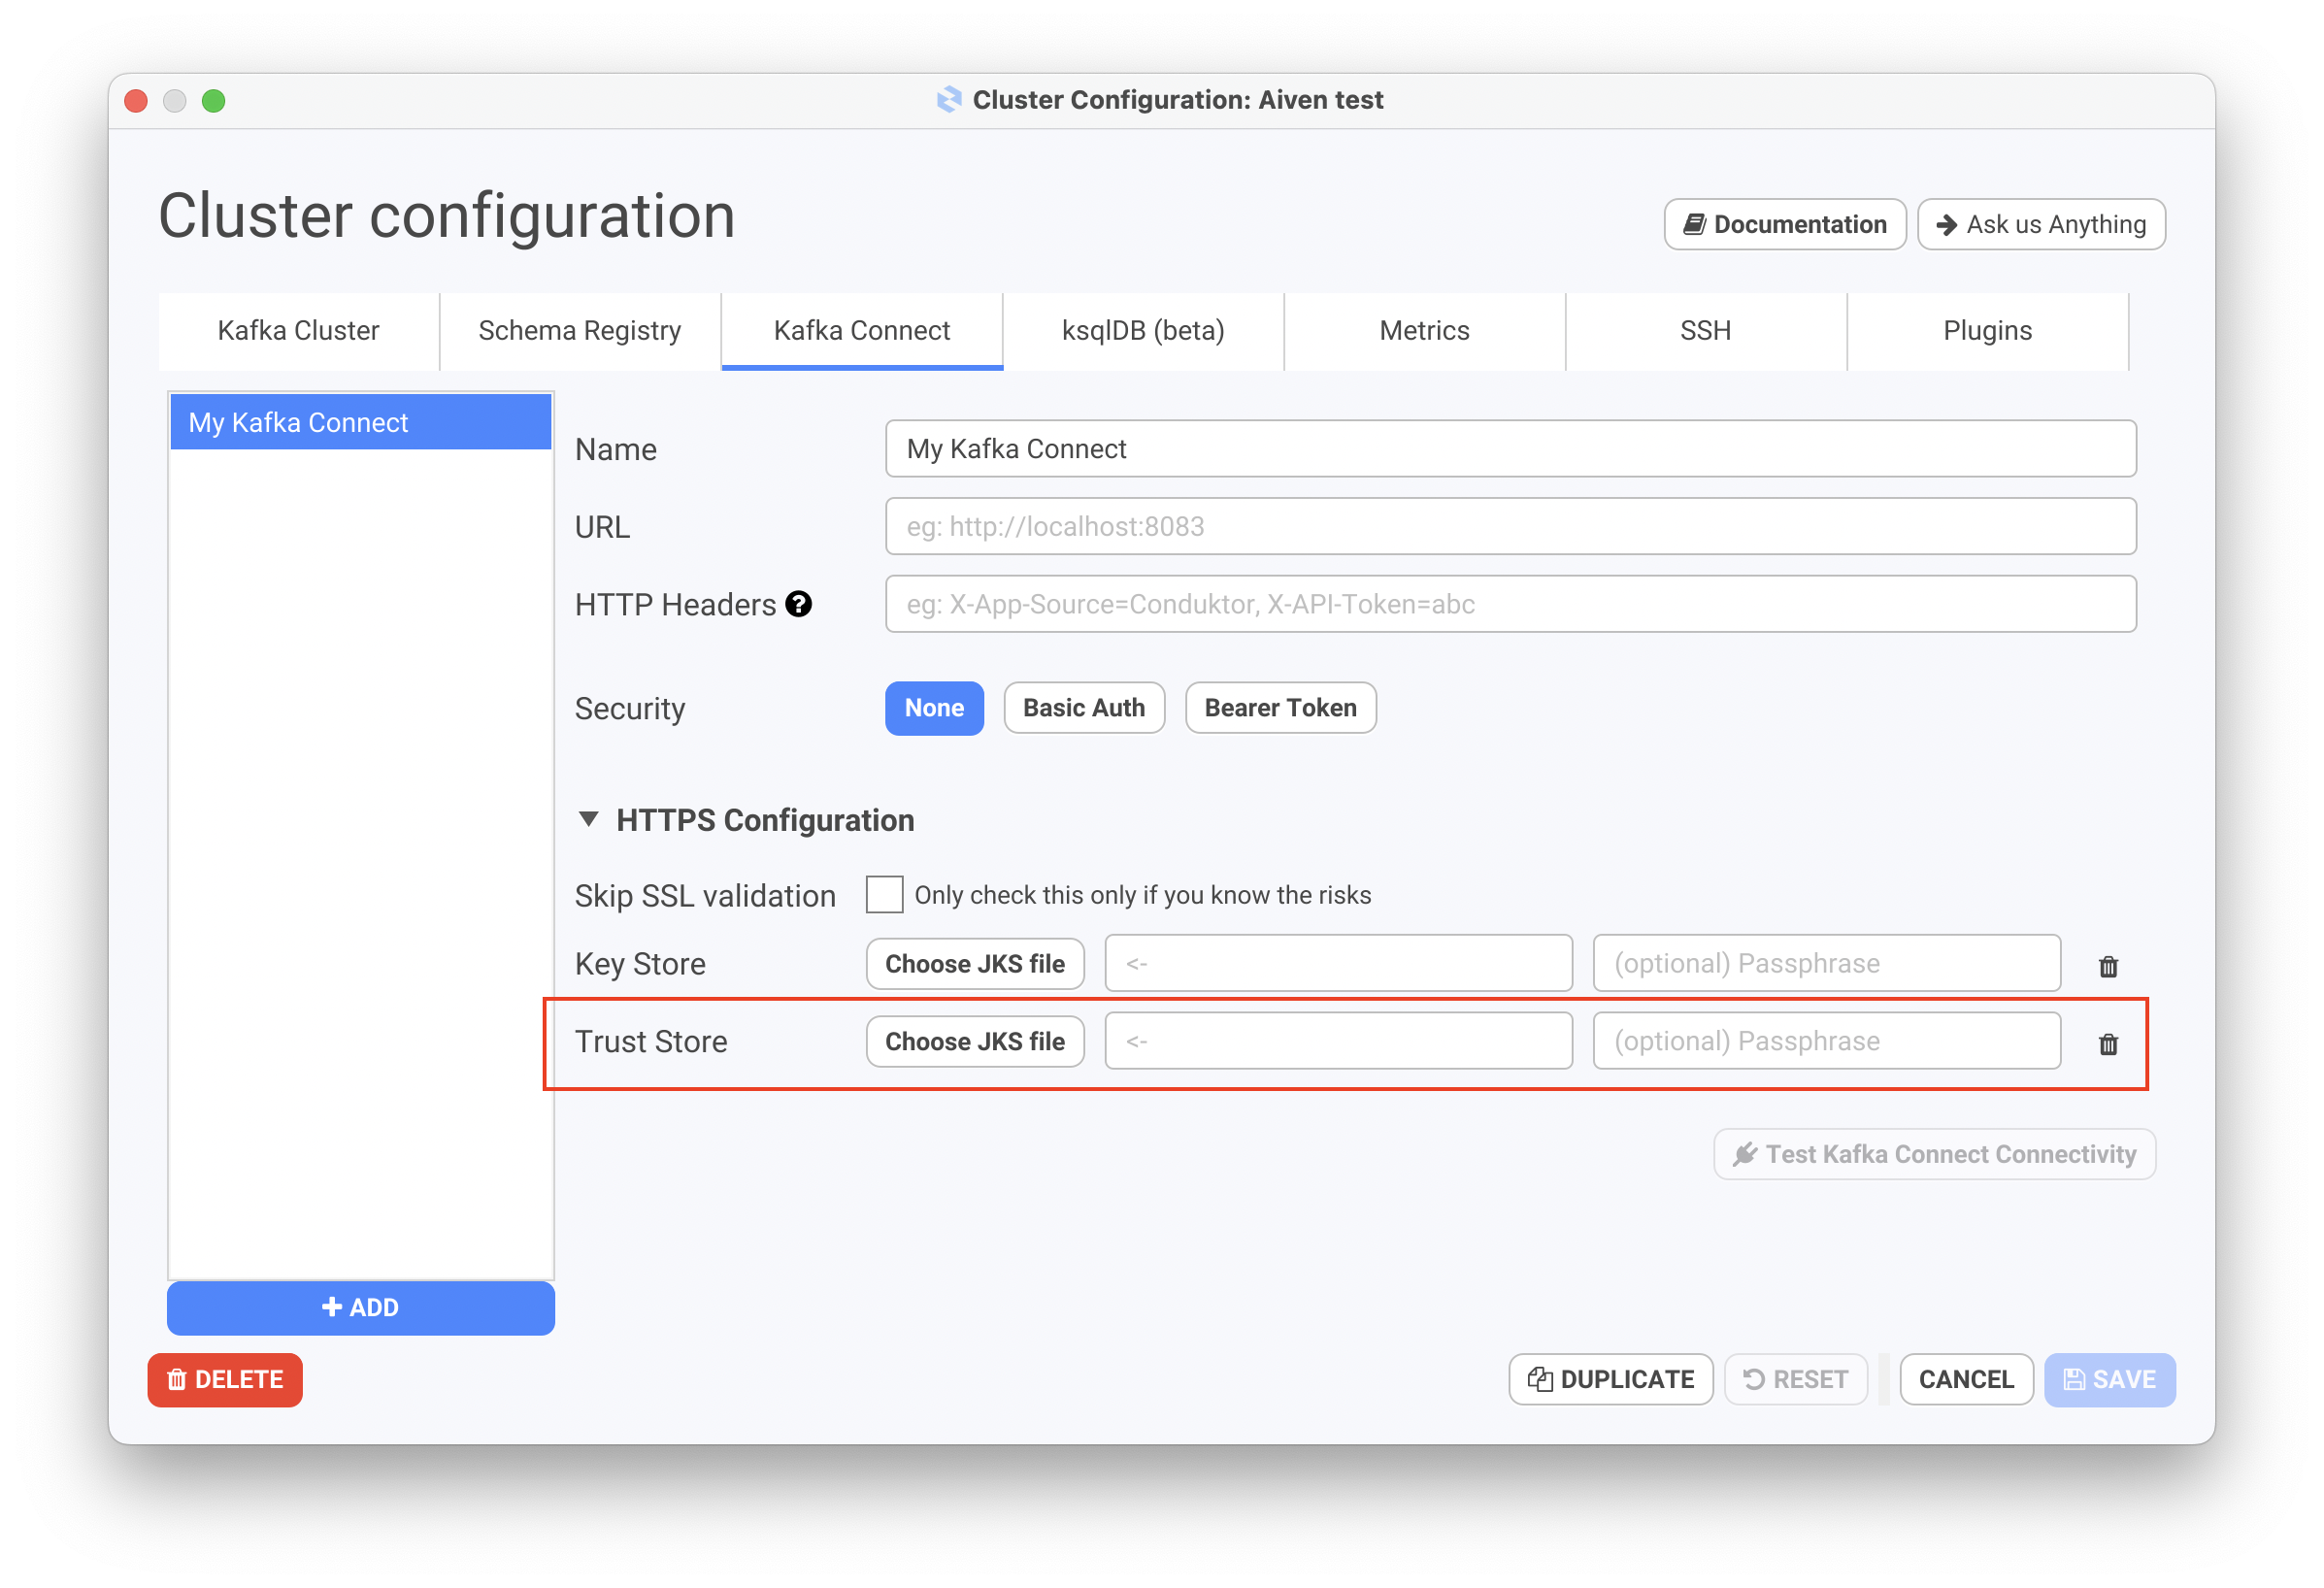 Cluster Configuration: Aiven test
Cluster configuration
Documentation
Ask us Anything
Kafka Cluster
Schema Registry
Kafka Connect
ksqlDB (beta)
Metrics
SSH
Plugins
My Kafka Connect
Name
My Kafka Connect
URL
eg: http://localhost:8083
HTTP Headers
eg: X-App-Source=Conduktor, X-API-Token=abc
Security
None
Basic Auth
Bearer Token
HTTPS Configuration
Skip SSL validation
Only check this only if you know the risks
Key Store
Choose JKS file
<-
(optional) Passphrase
Trust Store
Choose JKS file
<-
(optional) Passphrase
Test Kafka Connect Connectivity
ADD
DELETE
DUPLICATE
RESET
CANCEL
SAVE